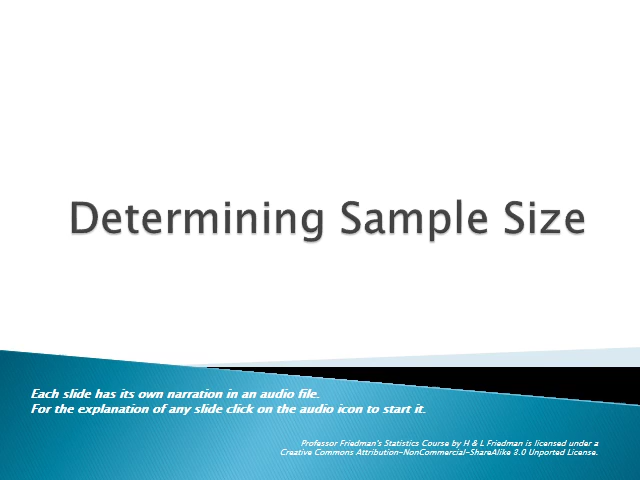 Determining Sample Size
Each slide has its own narration in an audio file.
For the explanation of any slide click on the audio icon to start it.
Professor Friedman's Statistics Course by H & L Friedman is licensed under a
Creative Commons Attribution-NonCommercial-ShareAlike 3.0 Unported License.